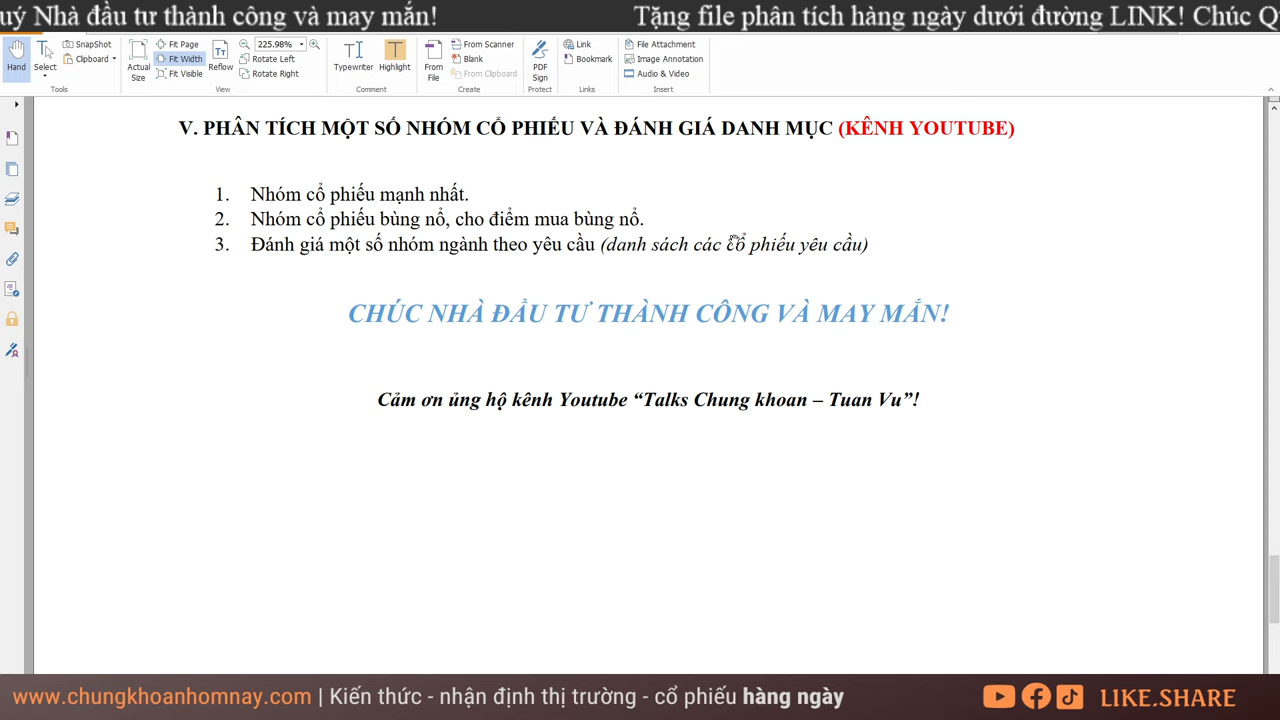 uý Nhà đầu tư thành công và may mắn! Tặng file phân tích hàng ngày dưới đường LINK! Chúc Q
Hand
Select
SnapShot
Clipboard
Tools
Actual Size
Fit Page
Fit Width
Fit Visible
Reflow
225.98%
Rotate Left
Rotate Right
View
Typewriter
Highlight
Comment
From File
From Scanner
Blank
From Clipboard
Create
PDF Sign
Protect
Link
Bookmark
Links
File Attachment
Image Annotation
Audio & Video
Insert
V. PHÂN TÍCH MỘT SỐ NHÓM CỔ PHIẾU VÀ ĐÁNH GIÁ DANH MỤC (KÊNH YOUTUBE)
1. Nhóm cổ phiếu mạnh nhất.
2. Nhóm cổ phiếu bùng nổ, cho điểm mua bùng nổ.
3. Đánh giá một số nhóm ngành theo yêu cầu (danh sách các cổ phiếu yêu cầu)
CHÚC NHÀ ĐẦU TƯ THÀNH CÔNG VÀ MAY MẮN!
Cảm ơn ủng hộ kênh Youtube “Talks Chung khoan – Tuan Vu”!
www.chungkhoanhomnay.com | Kiến thức - nhận định thị trường - cổ phiếu hàng ngày
LIKE.SHARE